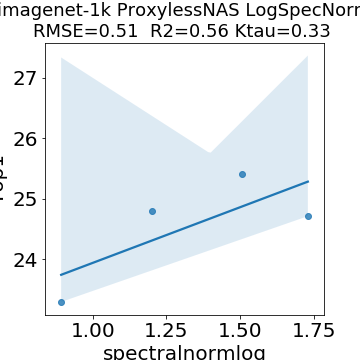 imagenet-1k ProxylessNAS LogSpecNorm
RMSE=0.51 R2=0.56 Ktau=0.33
27
26
25
24
1.00 1.25 1.50 1.75
spectralnormlog